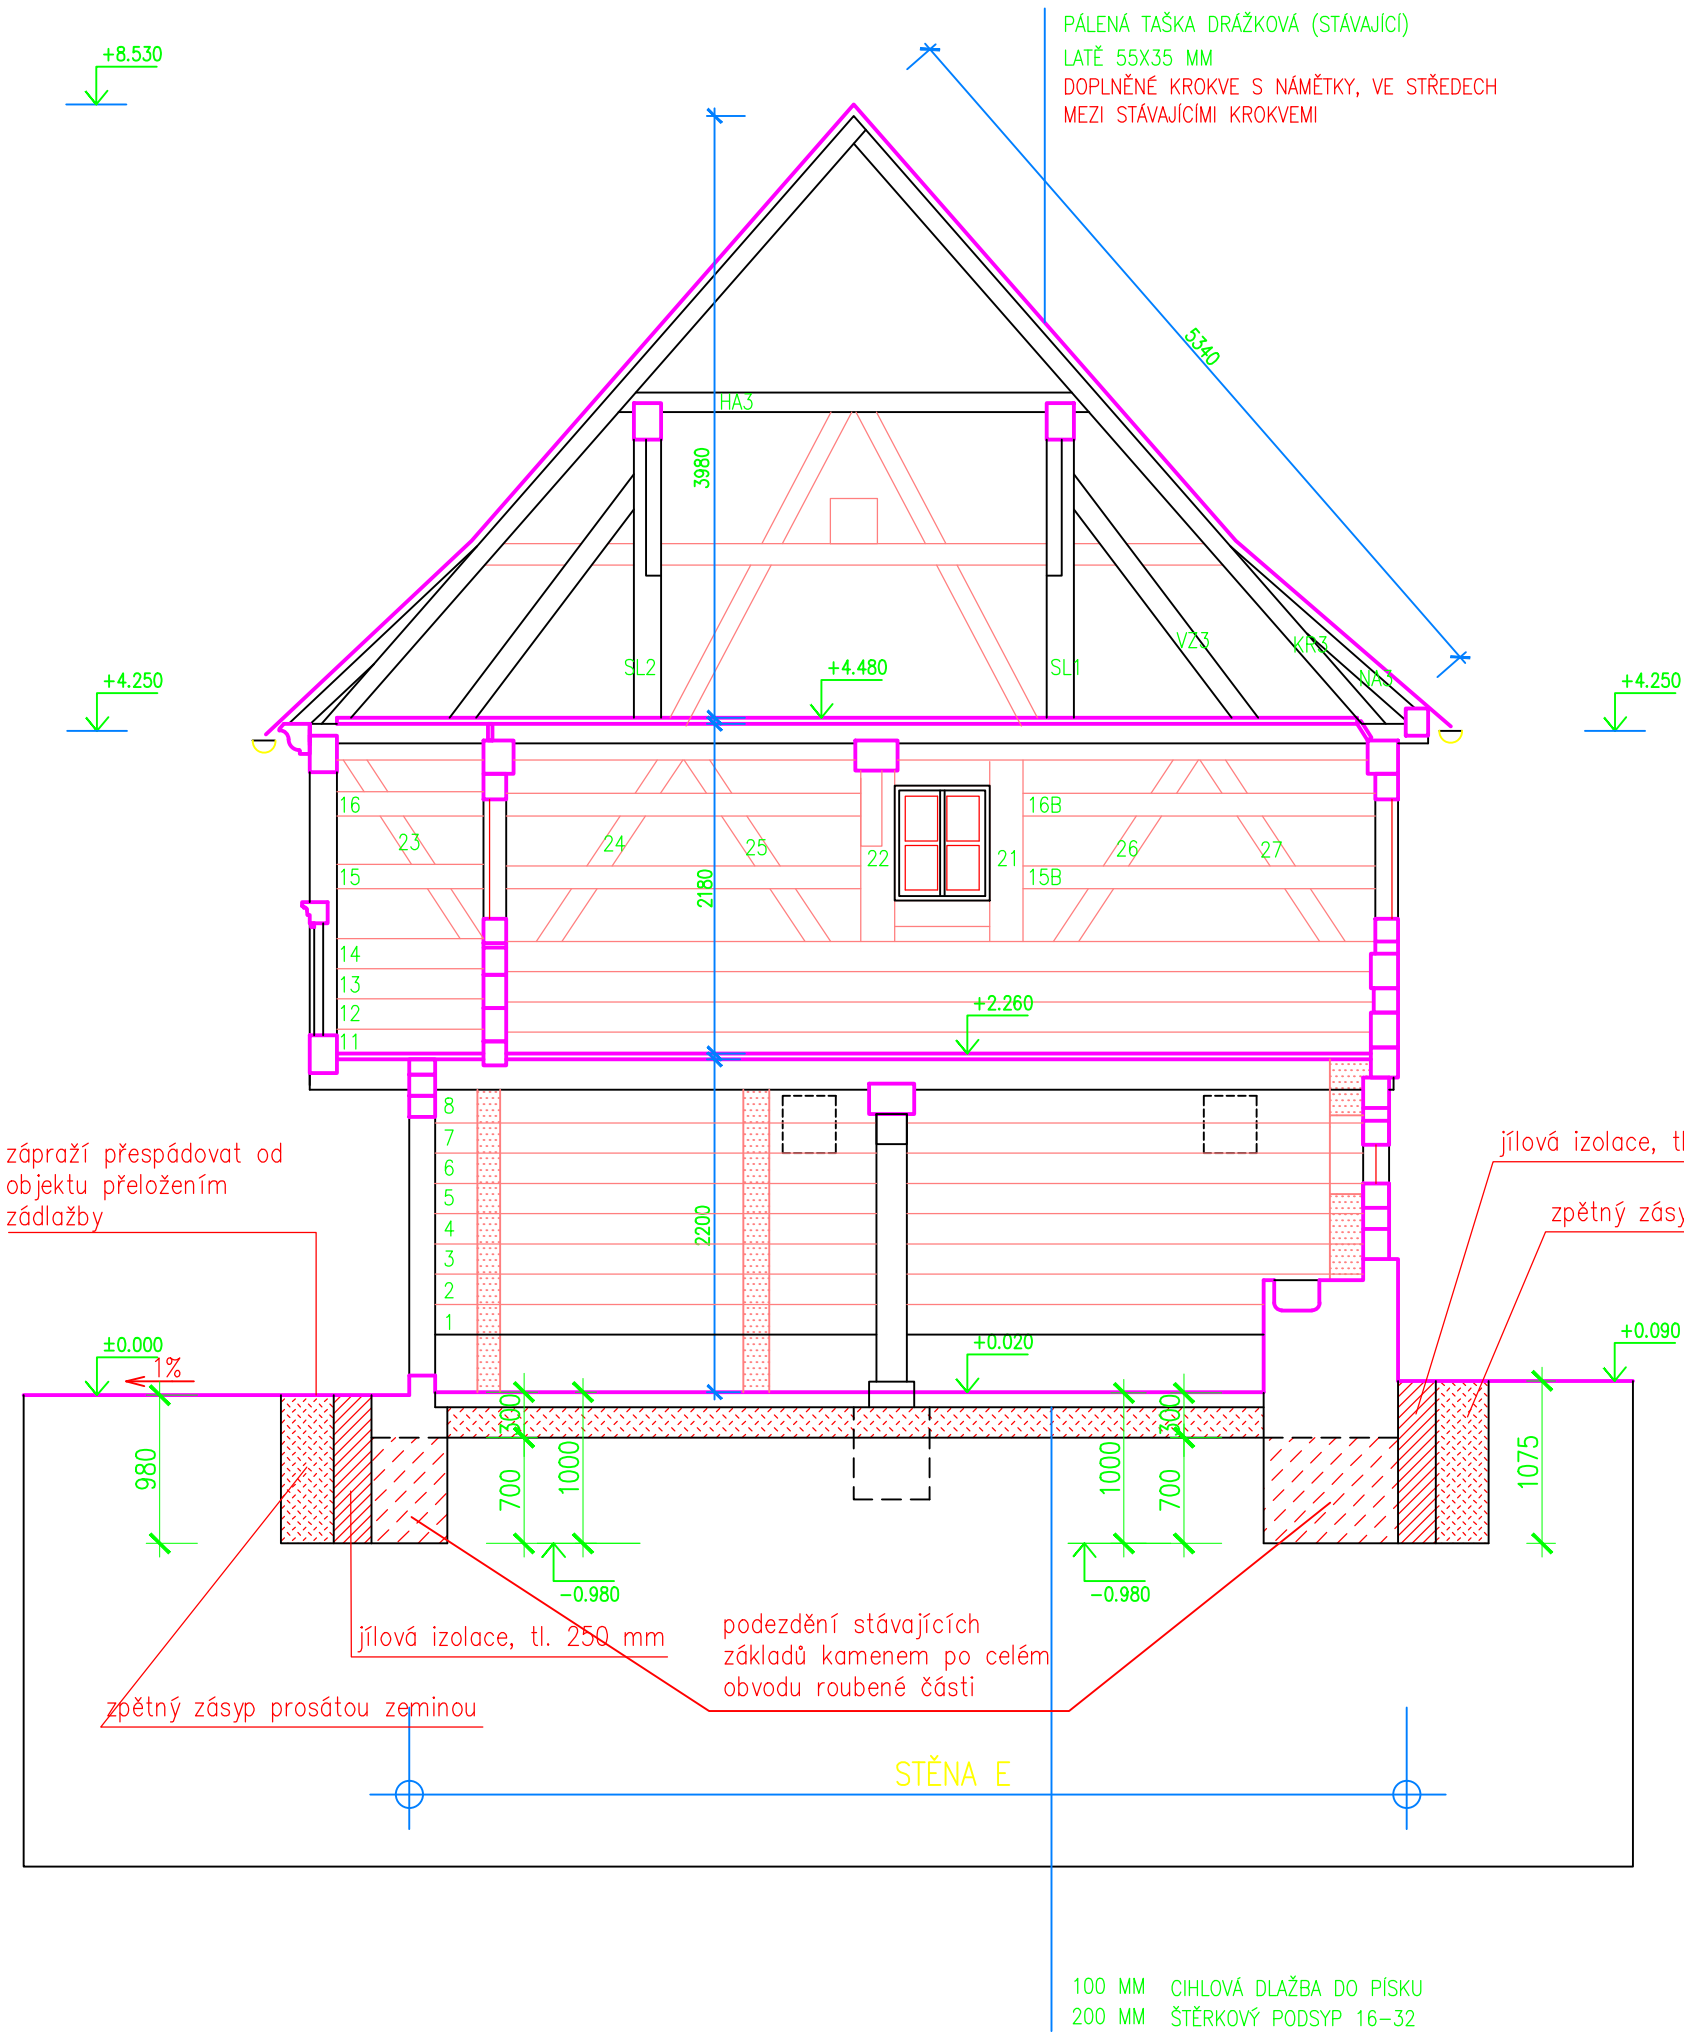 PÁLENÁ TAŠKA DRÁŽKOVÁ (STÁVAJÍCÍ)
LATĚ 55X35 MM
DOPLNĚNÉ KROKVE S NÁMĚTKY, VE STŘEDECH
MEZI STÁVAJÍCÍMI KROKVEMI
+8.530
5340
HA3
3980
VZ3
KR3
SL2
+4.480
SL1
NA3
+4.250
+4.250
16
16B
23
24
25
22
21
26
27
15
15B
2180
14
13
12
11
+2.260
8
7
6
5
4
3
2
1
2200
zápraží přespádovat od
objektu přeložením
zádlažby
jílová izolace, tl
zpětný zásy
±0.000
1%
+0.020
+0.090
980
300
700
1000
1000
300
700
1075
-0.980
-0.980
jílová izolace, tl. 250 mm
zpětný zásyp prosátou zeminou
podezdění stávajících
základů kamenem po celém
obvodu roubené části
STĚNA E
100 MM CIHLOVÁ DLAŽBA DO PÍSKU
200 MM ŠTĚRKOVÝ PODSYP 16-32